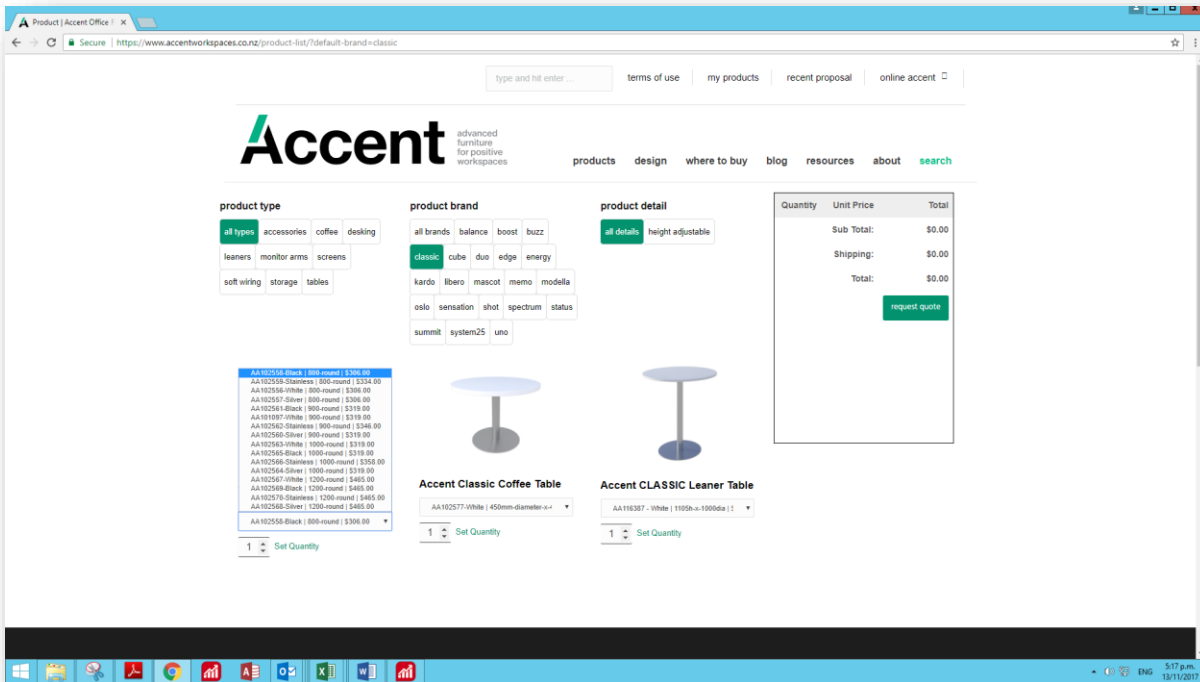 Product | Accent Office
Secure | https://www.accentworkspaces.co.nz/product-list/?default-brand=classic
type and hit enter ...
terms of use
my products
recent proposal
online accent
Accent
advanced
furniture
for positive
workspaces
products design where to buy blog resources about search
product type
all types accessories coffee desking
leaners monitor arms screens
soft wiring storage tables
product brand
all brands balance boost buzz
classic cube duo edge energy
kardo libero mascot memo modella
oslo sensation shot spectrum status
summit system25 uno
product detail
all details height adjustable
Quantity Unit Price Total
Sub Total: $0.00
Shipping: $0.00
Total: $0.00
request quote
AA102558-Black | 800-round | $306.00
AA102559-Stainless | 800-round | $334.00
AA102556-White | 800-round | $306.00
AA102557-Silver | 800-round | $306.00
AA102561-Black | 900-round | $319.00
AA101097-White | 900-round | $319.00
AA102562-Stainless | 900-round | $346.00
AA102560-Silver | 900-round | $319.00
AA102563-White | 1000-round | $319.00
AA102565-Black | 1000-round | $319.00
AA102566-Stainless | 1000-round | $358.00
AA102564-Silver | 1000-round | $319.00
AA102567-White | 1200-round | $465.00
AA102569-Black | 1200-round | $465.00
AA102570-Stainless | 1200-round | $465.00
AA102568-Silver | 1200-round | $465.00
AA102558-Black | 800-round | $306.00
1 Set Quantity
Accent Classic Coffee Table
AA102577-White | 450mm-diameter-x-4
1 Set Quantity
Accent CLASSIC Leaner Table
AA116387 - White | 1105h-x-1000dia | $
1 Set Quantity
ENG
5:17 p.m.
13/11/2017